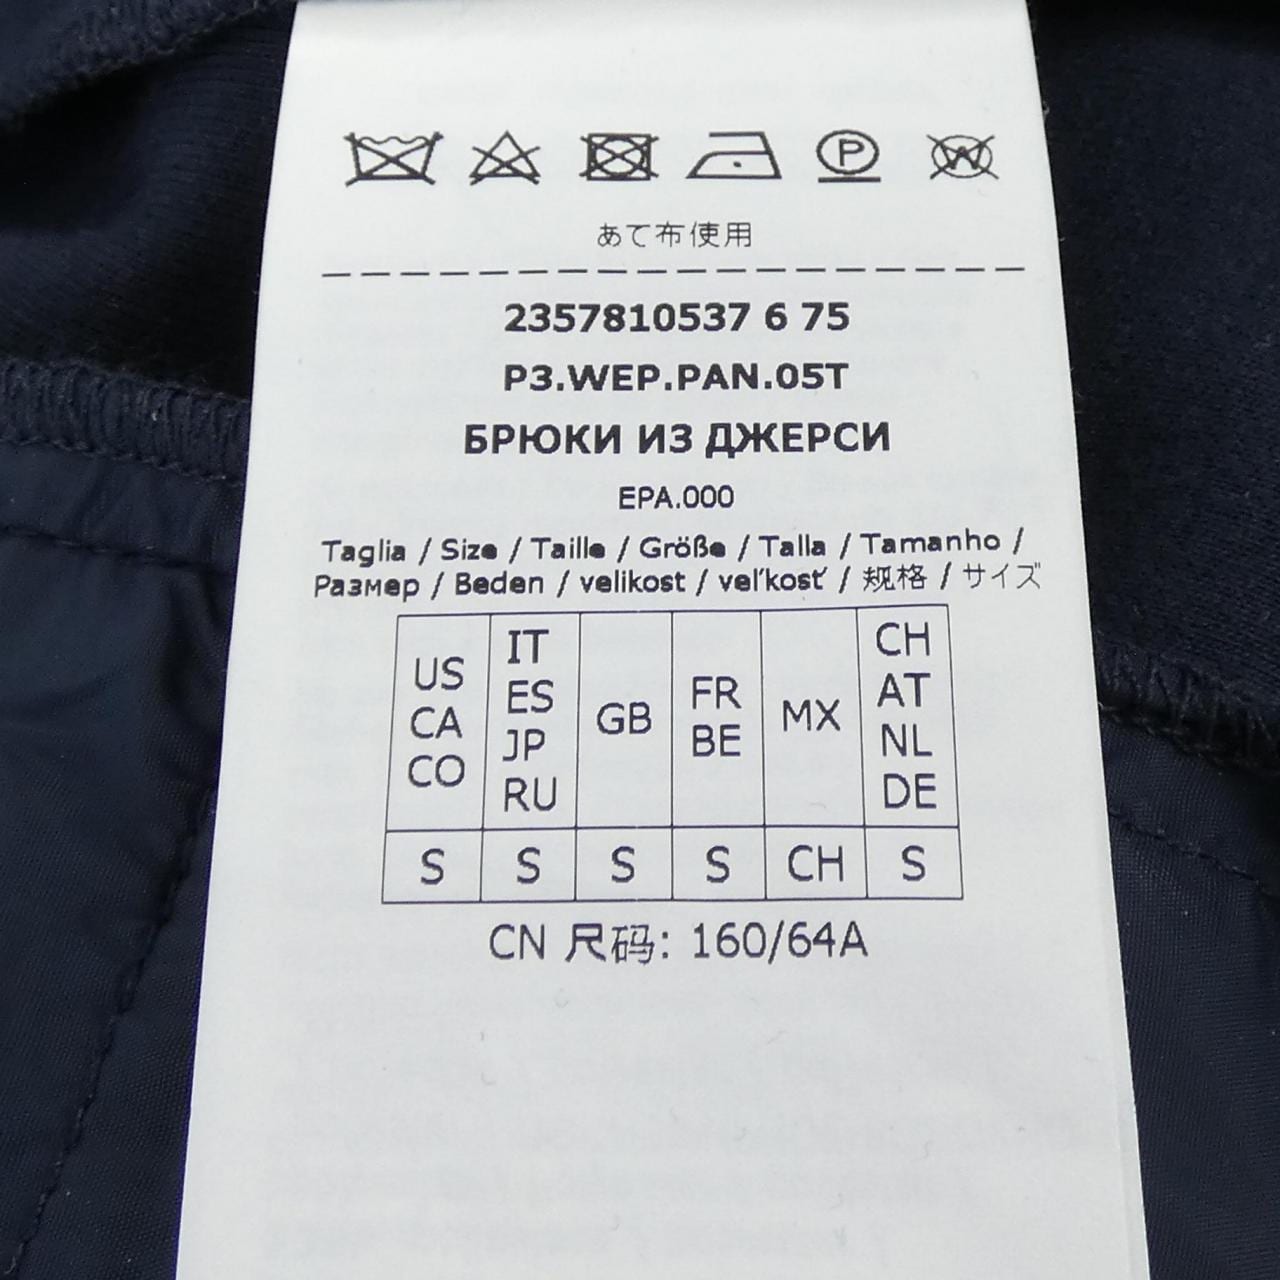 P
W
あて布使用
2357810537 6 75
P3.WEP.PAN.05T
БРЮКИ ИЗ ДЖЕРСИ
EPA.000
Taglia / Size / Taille / Größe / Talla / Tamanho /
Размер / Beden / velikost / veľkosť / 规格 / サイズ
US CA CO
IT ES JP RU
GB
FR BE
MX
CH AT NL DE
S S S S CH S
CN 尺码: 160/64A